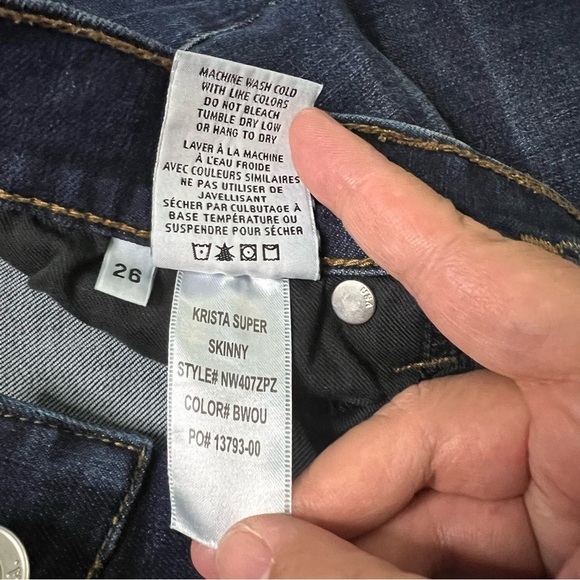 MACHINE WASH COLD
WITH LIKE COLORS
DO NOT BLEACH
TUMBLE DRY LOW
OR HANG TO DRY
LAVER À LA MACHINE
À L'EAU FROIDE
AVEC COULEURS SIMILAIRES
NE PAS UTILISER DE
JAVELLISANT
SÉCHER PAR CULBUTAGE À
BASE TEMPÉRATURE OU
SUSPENDRE POUR SÉCHER
26
KRISTA SUPER
SKINNY
STYLE# NW407ZPZ
COLOR# BWOU
PO# 13793-00